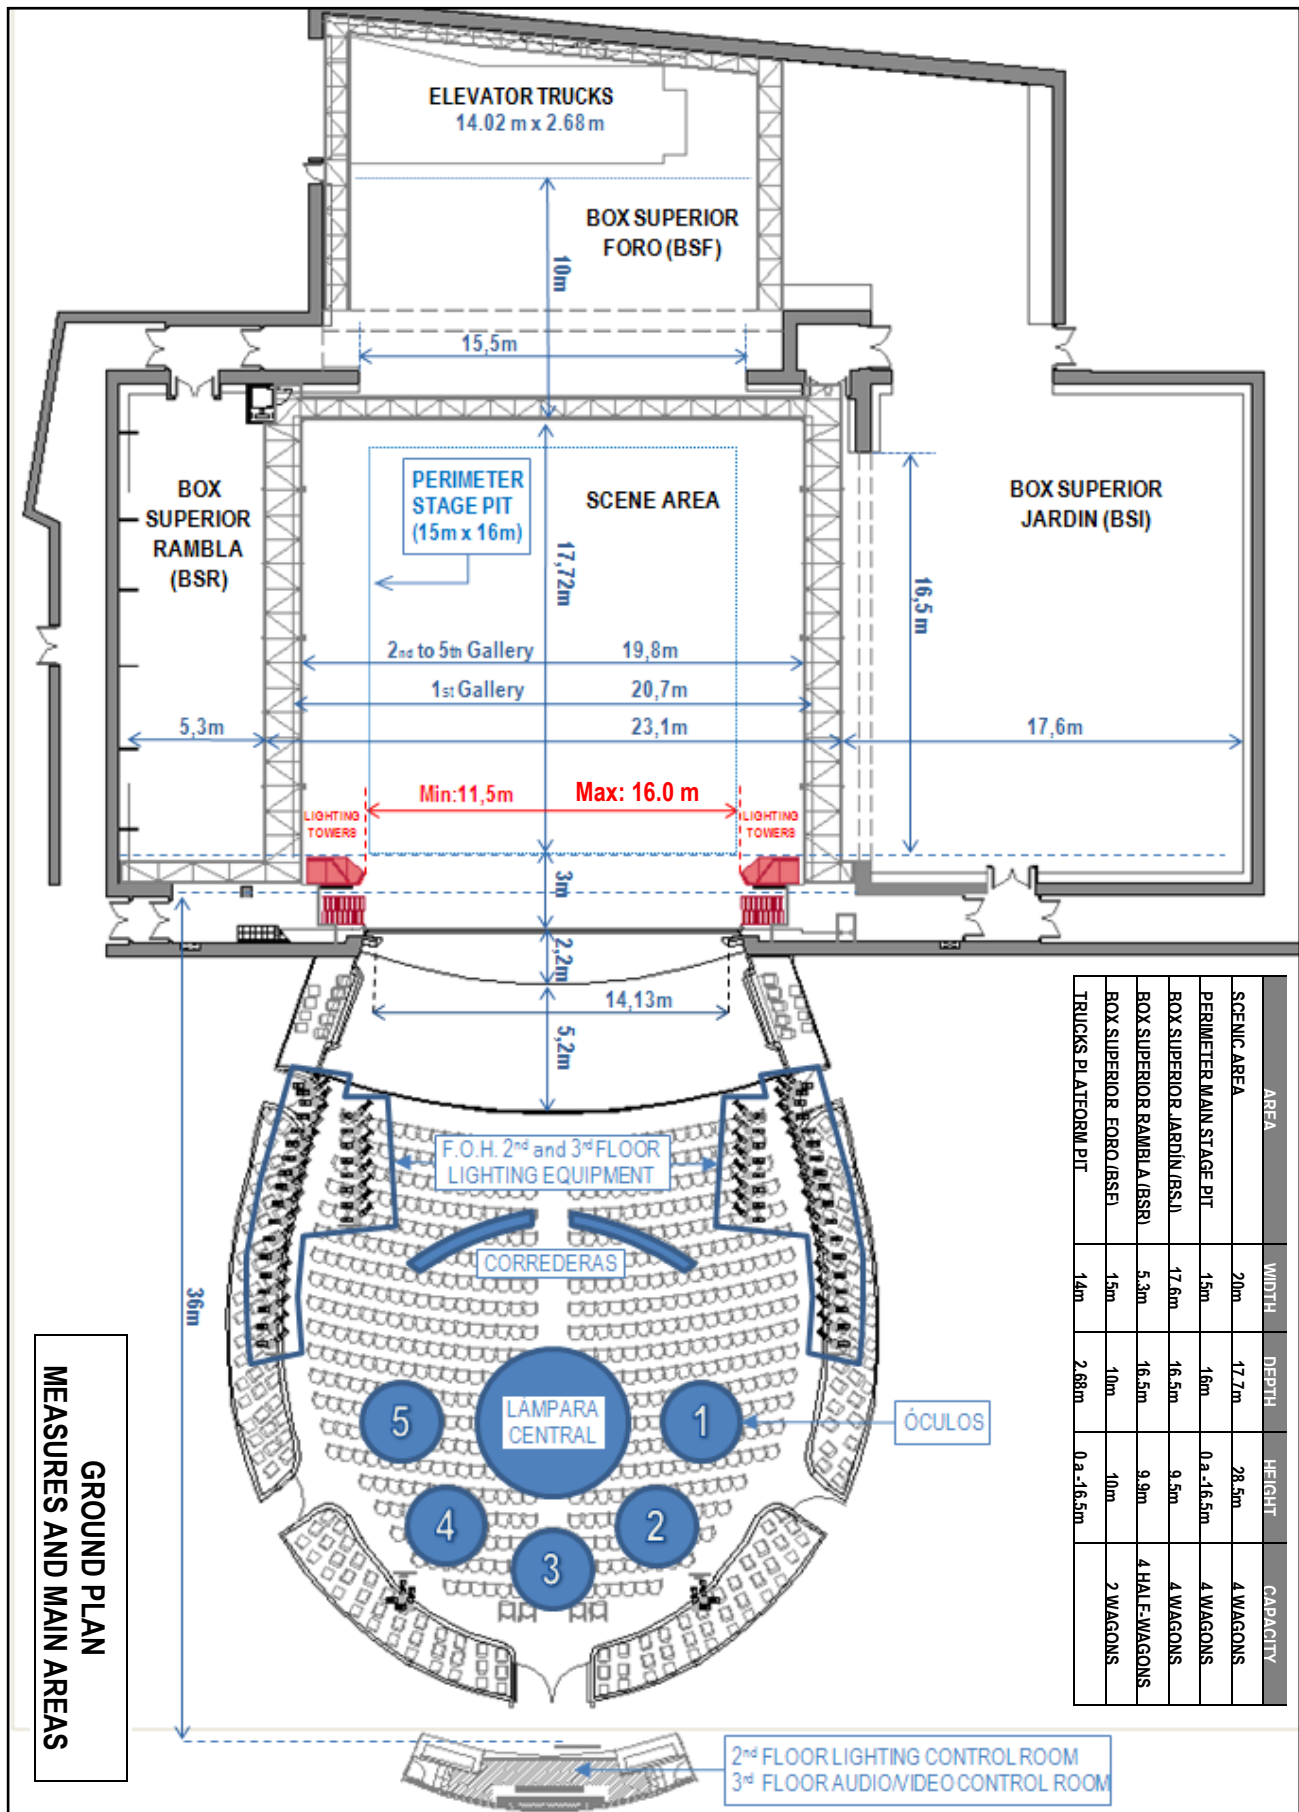 ELEVATOR TRUCKS
14.02 m x 2.68 m
BOX SUPERIOR
FORO (BSF)
10m
15,5m
PERIMETER
STAGE PIT
(15m x 16m)
SCENE AREA
BOX
SUPERIOR
RAMBLA
(BSR)
BOX SUPERIOR
JARDIN (BSI)
17,72m
16,5m
2nd to 5th Gallery 19,8m
1st Gallery 20,7m
5,3m
23,1m
17,6m
Min:11,5m Max: 16.0 m
LIGHTING
TOWERS
LIGHTING
TOWERS
3m
2,2m
14,13m
5,2m
F.O.H. 2nd and 3rd FLOOR
LIGHTING EQUIPMENT
CORREDERAS
36m
LÁMPARA
CENTRAL
1
2
3
4
5
ÓCULOS
2nd FLOOR LIGHTING CONTROL ROOM
3rd FLOOR AUDIO/VIDEO CONTROL ROOM
GROUND PLAN
MEASURES AND MAIN AREAS
AREA WIDTH DEPTH HEIGHT CAPACITY
SCENIC AREA 20m 17.7m 28.5m 4 WAGONS
PERIMETER MAIN STAGE PIT 15m 16m 0 a -16.5m 4 WAGONS
BOX SUPERIOR JARDÍN (BSJ) 17.6m 16.5m 9.5m 4 WAGONS
BOX SUPERIOR RAMBLA (BSR) 5.3m 16.5m 9.9m 4 HALF-WAGONS
BOX SUPERIOR FORO (BSF) 15m 10m 10m 2 WAGONS
TRUCKS PLATFORM PIT 14m 2.68m 0 a -16.5m